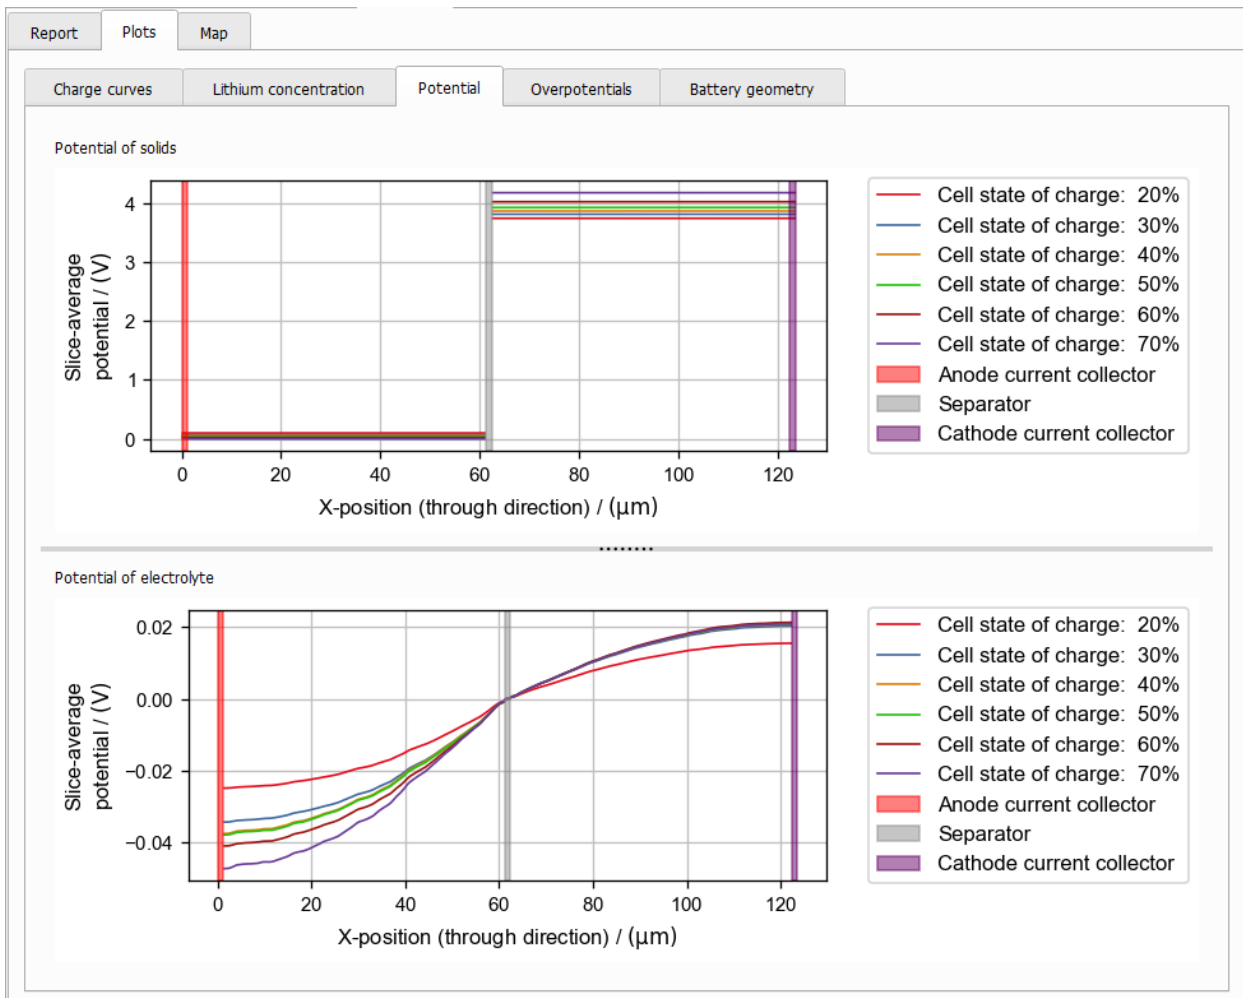 Report Plots Map
Charge curves Lithium concentration Potential Overpotentials Battery geometry
Potential of solids
4
3
2
1
0
Slice-average
potential / (V)
0 20 40 60 80 100 120
X-position (through direction) / (μm)
Cell state of charge: 20%
Cell state of charge: 30%
Cell state of charge: 40%
Cell state of charge: 50%
Cell state of charge: 60%
Cell state of charge: 70%
Anode current collector
Separator
Cathode current collector
Potential of electrolyte
0.02
0.00
−0.02
−0.04
Slice-average
potential / (V)
0 20 40 60 80 100 120
X-position (through direction) / (μm)
Cell state of charge: 20%
Cell state of charge: 30%
Cell state of charge: 40%
Cell state of charge: 50%
Cell state of charge: 60%
Cell state of charge: 70%
Anode current collector
Separator
Cathode current collector